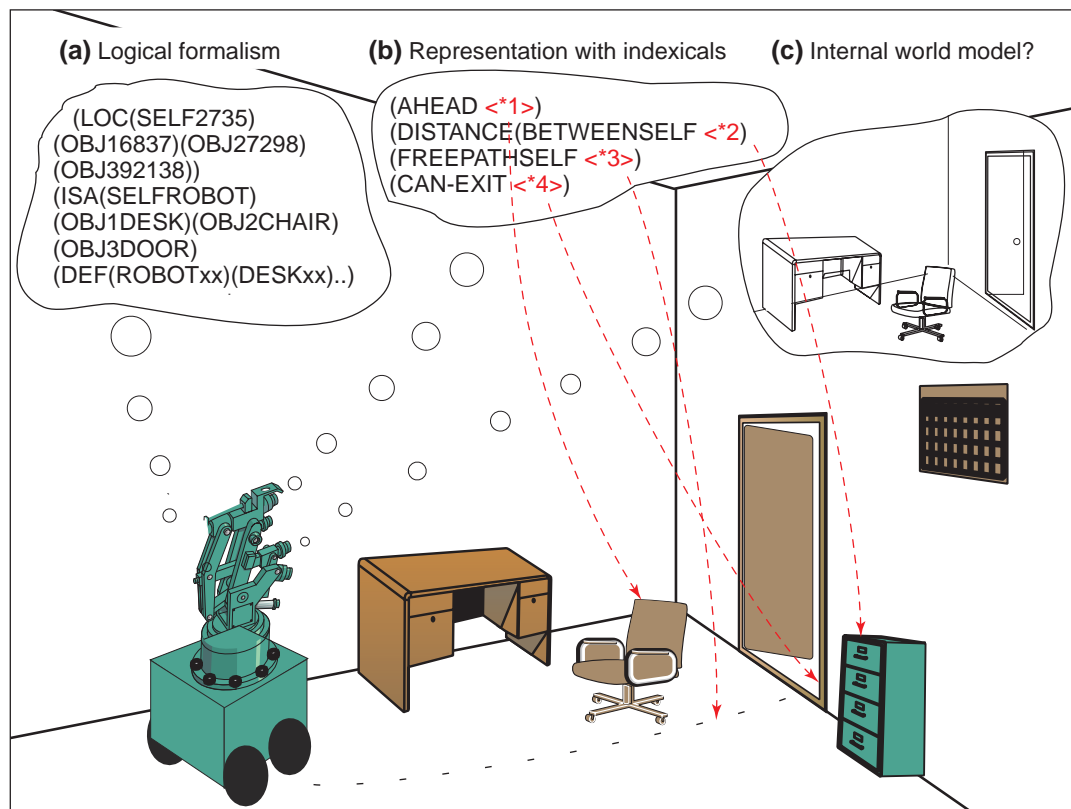 (a) Logical formalism
(LOC(SELF2735)
(OBJ16837)(OBJ27298)
(OBJ392138))
(ISA(SELFROBOT)
(OBJ1DESK)(OBJ2CHAIR)
(OBJ3DOOR)
(DEF(ROBOTxx)(DESKxx)..)
(b) Representation with indexicals
(AHEAD <*1>)
(DISTANCE(BETWEENSELF <*2)
(FREEPATHSELF <*3>)
(CAN-EXIT <*4>)
(c) Internal world model?